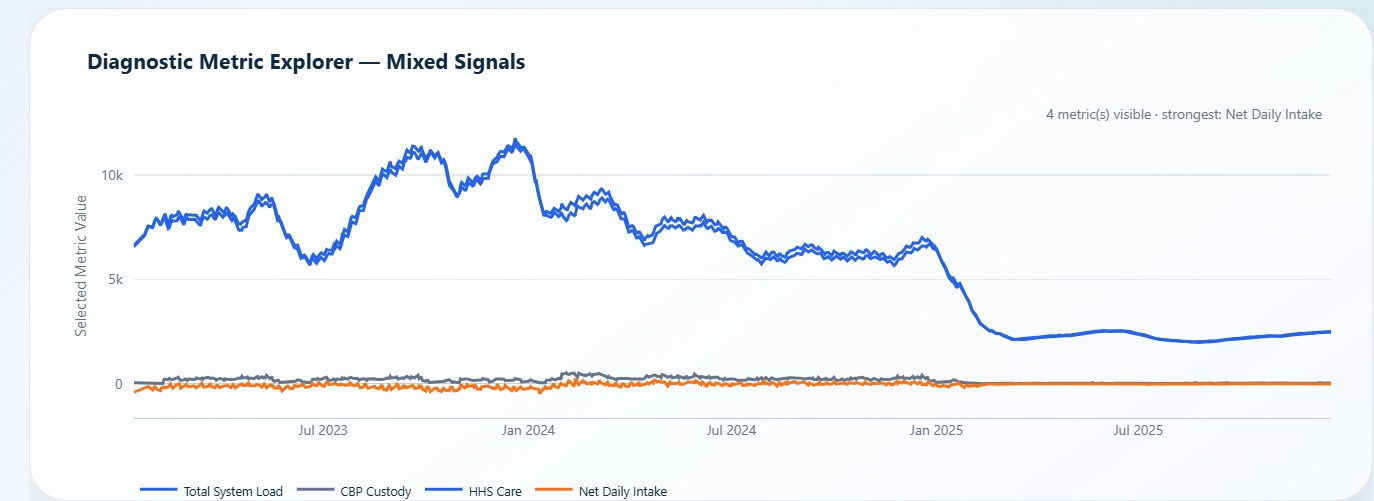 Diagnostic Metric Explorer — Mixed Signals
4 metric(s) visible · strongest: Net Daily Intake
Selected Metric Value
10k
5k
0
Jul 2023 Jan 2024 Jul 2024 Jan 2025 Jul 2025
Total System Load CBP Custody HHS Care Net Daily Intake